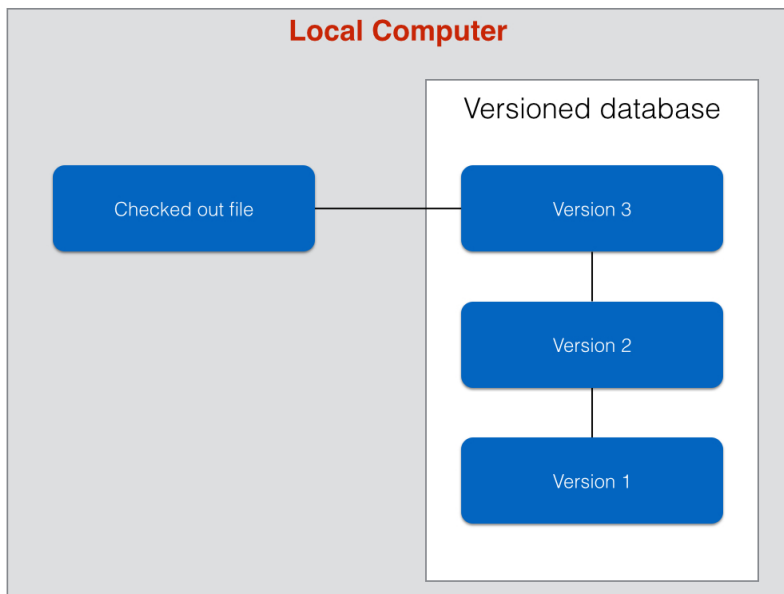 Local Computer
Versioned database
Checked out file
Version 3
Version 2
Version 1